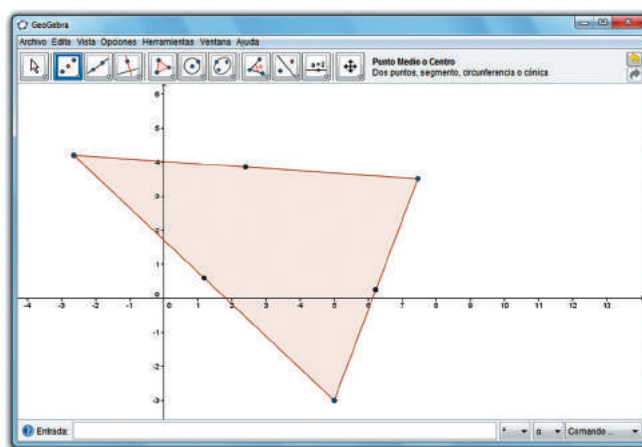 GeoGebra
Archivo Edita Vista Opciones Herramientas Ventana Ayuda
Punto Medio o Centro
Dos puntos, segmento, circunferencia o cónica
a=2
6
5
4
3
2
1
0
-4 -3 -2 -1 0 1 2 3 4 5 6 7 8 9 10 11 12 13
-1
-2
-3
Entrada:
α
Comando ...